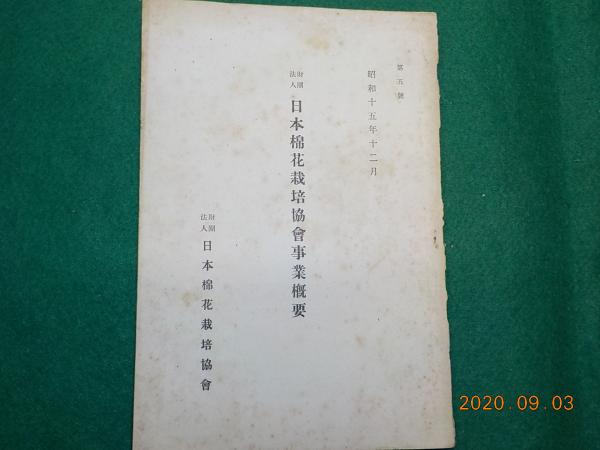 第五號
昭和十五年十二月
財團法人 日本棉花栽培協會事業概要
財團法人 日本棉花栽培協會
2020.09.03